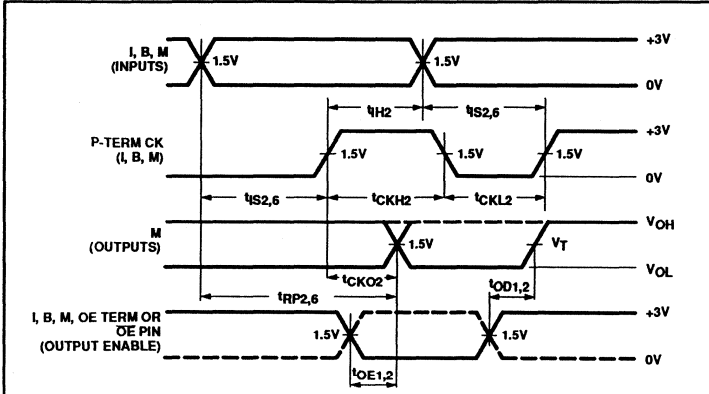 I, B, M
(INPUTS)
1.5V
1.5V
+3V
0V
tIH2
tIS2,6
P-TERM CK
(I, B, M)
1.5V
1.5V
1.5V
+3V
0V
tIS2,6
tCKH2
tCKL2
M
(OUTPUTS)
1.5V
VT
VOH
VOL
tCKO2
tRP2,6
tOD1,2
I, B, M, OE TERM OR
OE PIN
(OUTPUT ENABLE)
1.5V
1.5V
+3V
0V
tOE1,2